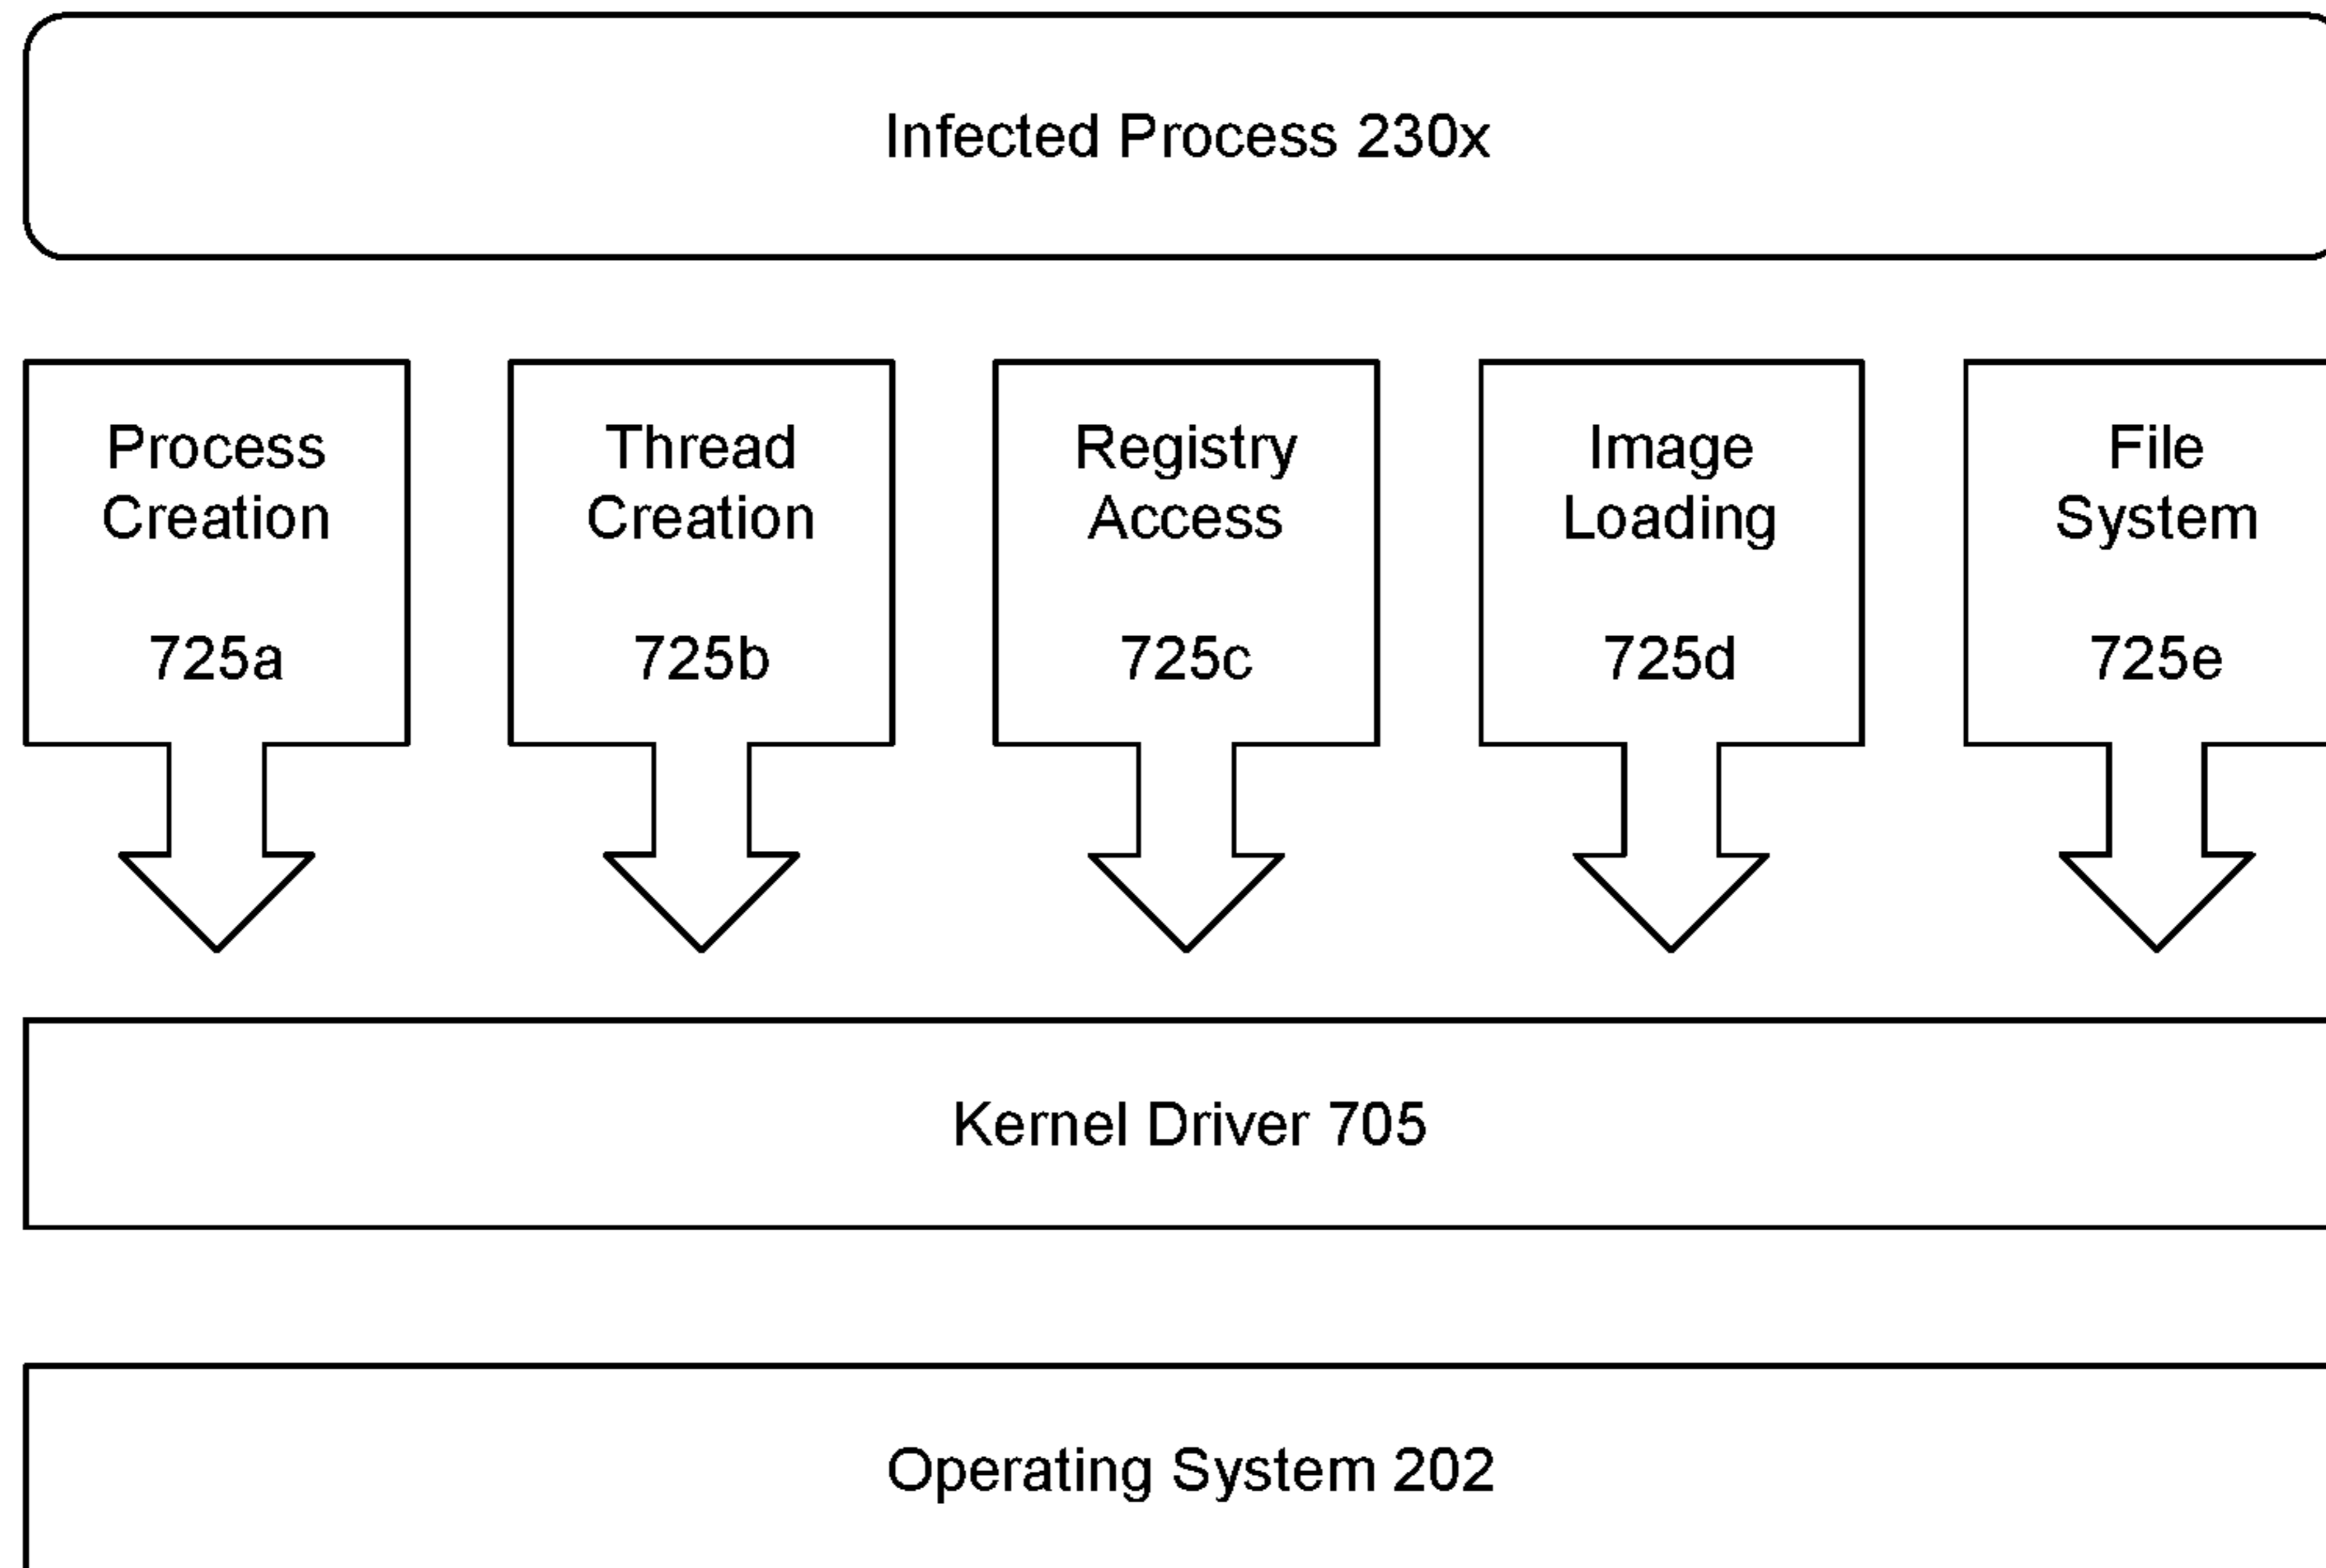 Infected Process 230x
Process
Creation
725a
Thread
Creation
725b
Registry
Access
725c
Image
Loading
725d
File
System
725e
Kernel Driver 705
Operating System 202